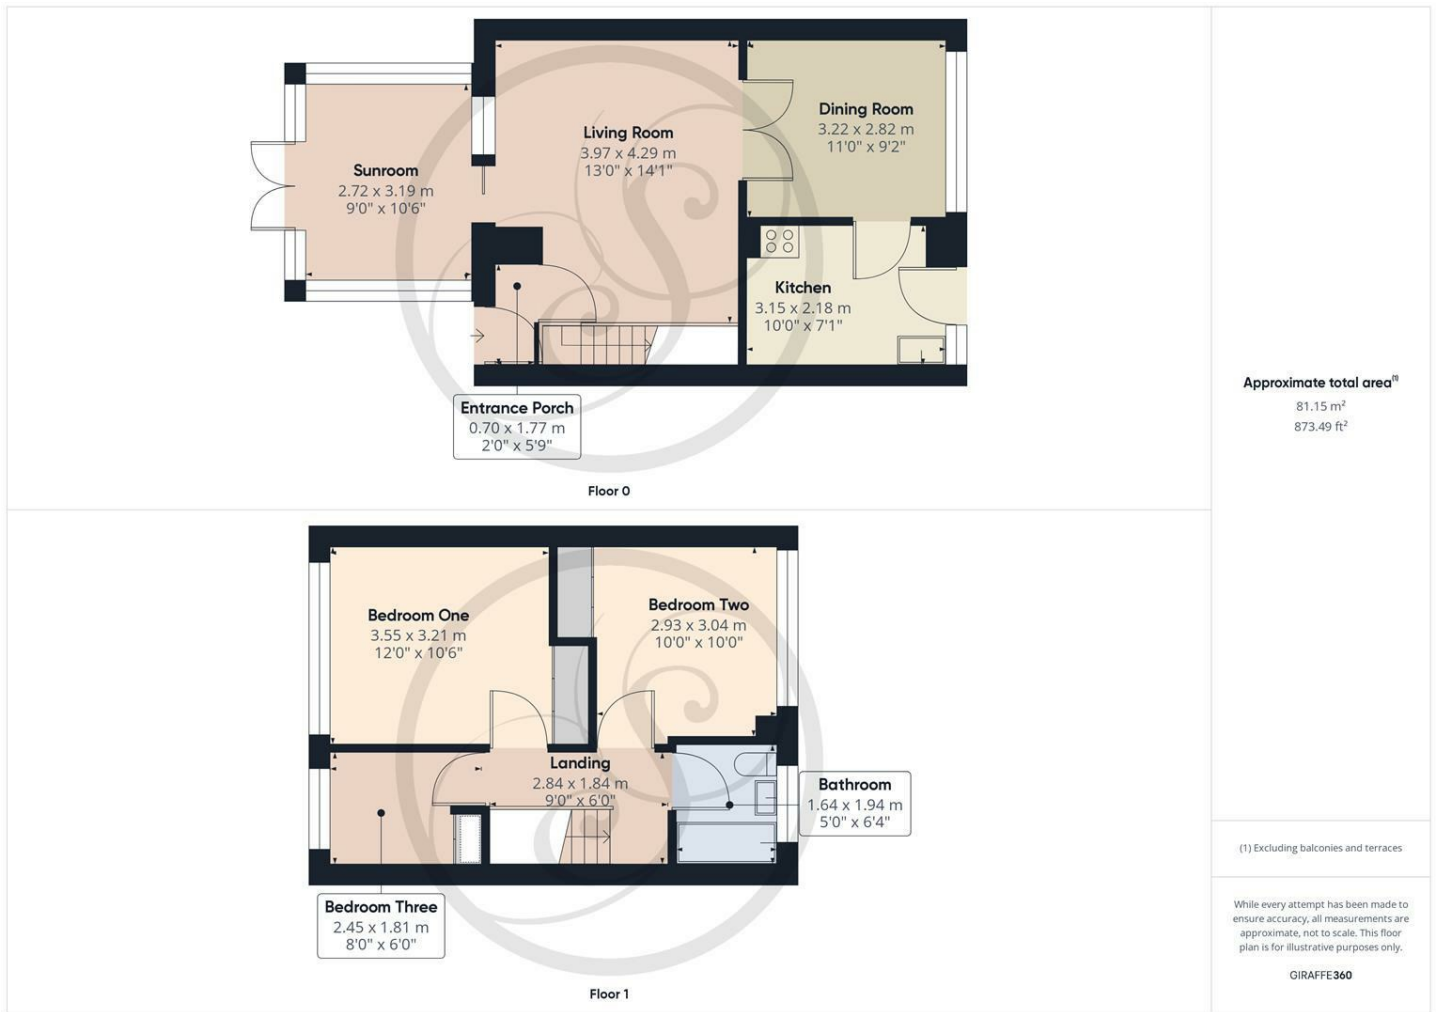 Dining Room
3.22 x 2.82 m
11'0" x 9'2"
Living Room
3.97 x 4.29 m
13'0" x 14'1"
Sunroom
2.72 x 3.19 m
9'0" x 10'6"
Kitchen
3.15 x 2.18 m
10'0" x 7'1"
Entrance Porch
0.70 x 1.77 m
2'0" x 5'9"
Floor 0
Approximate total area(1)
81.15 m²
873.49 ft²
Bedroom One
3.55 x 3.21 m
12'0" x 10'6"
Bedroom Two
2.93 x 3.04 m
10'0" x 10'0"
Landing
2.84 x 1.84 m
9'0" x 6'0"
Bathroom
1.64 x 1.94 m
5'0" x 6'4"
Bedroom Three
2.45 x 1.81 m
8'0" x 6'0"
Floor 1
(1) Excluding balconies and terraces
While every attempt has been made to
ensure accuracy, all measurements are
approximate, not to scale. This floor
plan is for illustrative purposes only.
GIRAFFE360